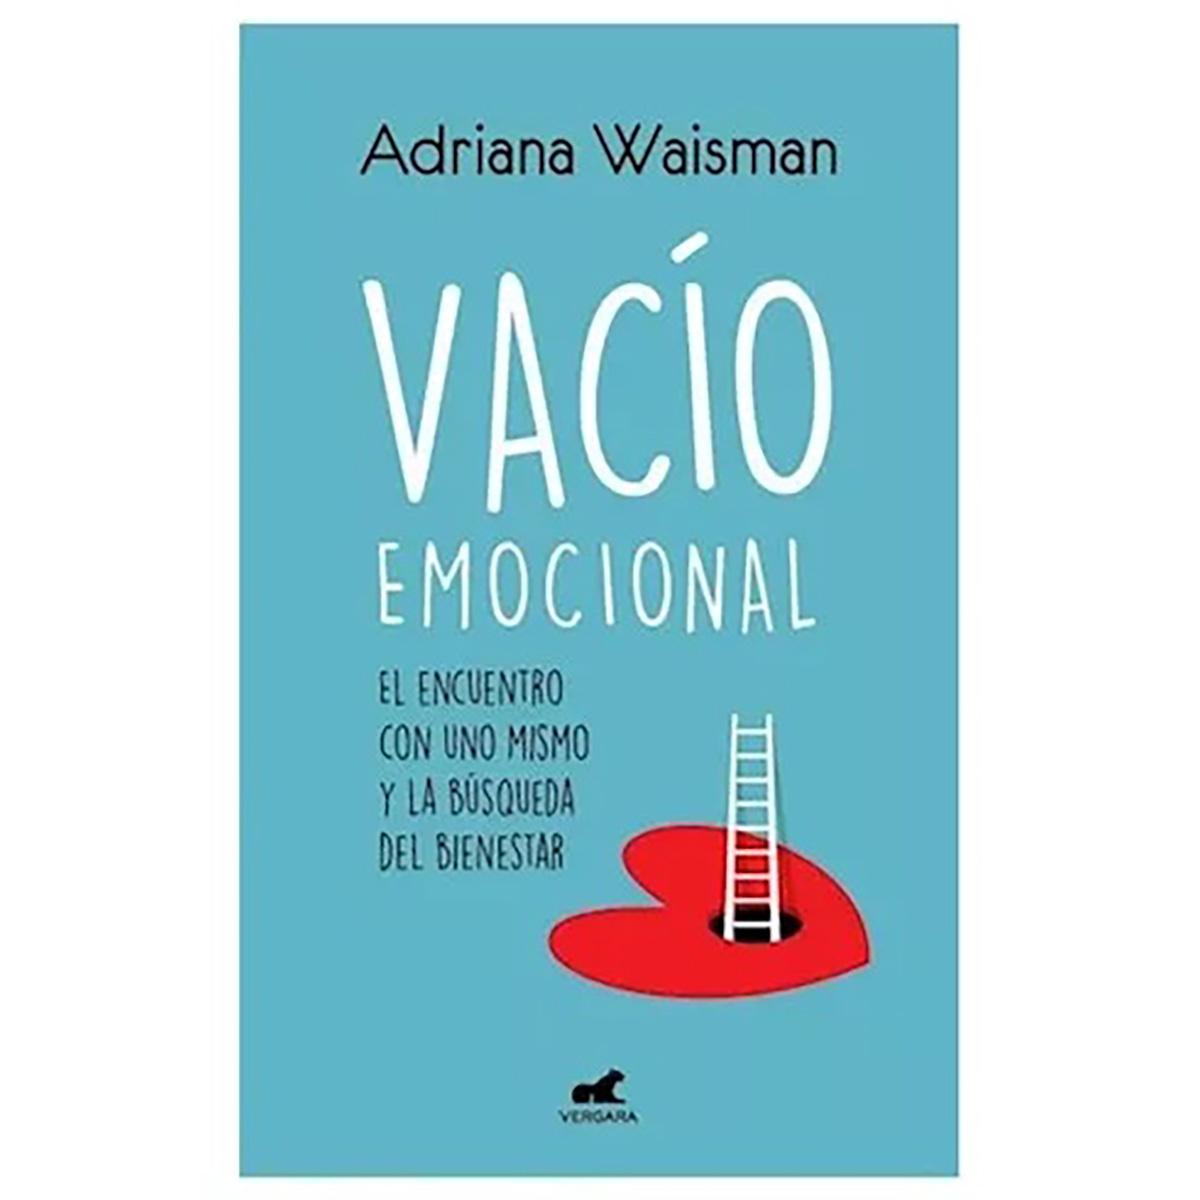 Adriana Waisman
VACÍO
EMOCIONAL
EL ENCUENTRO
CON UNO MISMO
Y LA BÚSQUEDA
DEL BIENESTAR
VERGARA